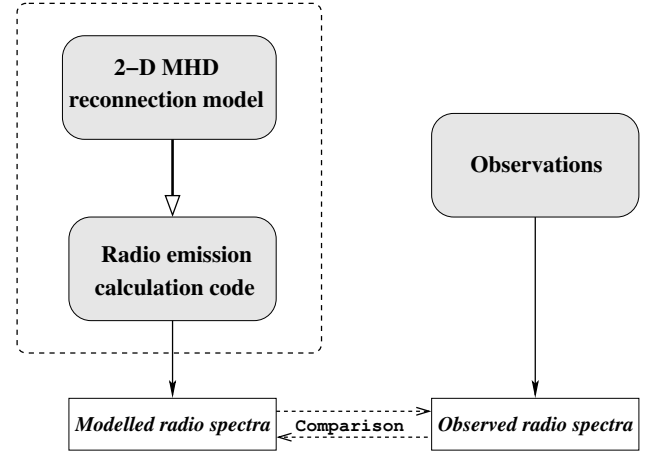 2−D MHD
reconnection model
Observations
Radio emission
calculation code
Modelled radio spectra
Comparison
Observed radio spectra